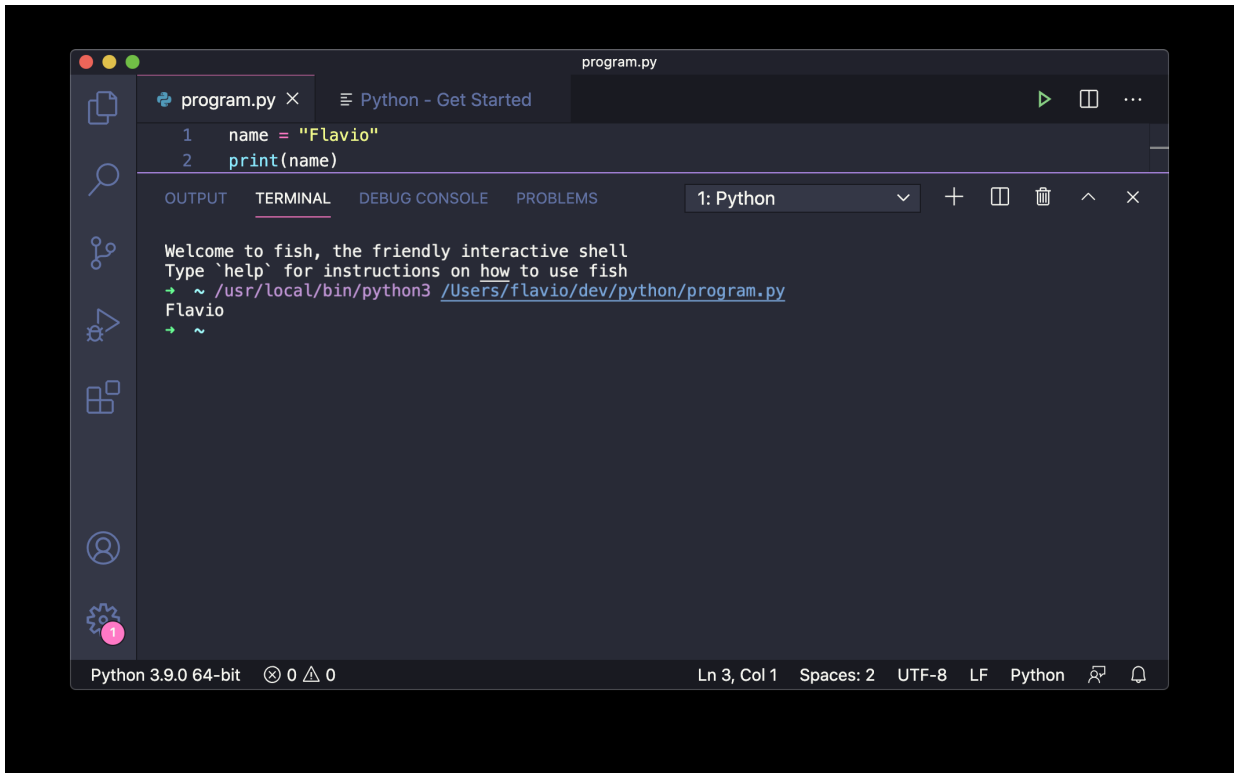 program.py
program.py Python - Get Started
1 name = "Flavio"
2 print(name)
OUTPUT TERMINAL DEBUG CONSOLE PROBLEMS 1: Python
Welcome to fish, the friendly interactive shell
Type `help` for instructions on how to use fish
➜ ~ /usr/local/bin/python3 /Users/flavio/dev/python/program.py
Flavio
➜ ~
1
Python 3.9.0 64-bit 0 0 Ln 3, Col 1 Spaces: 2 UTF-8 LF Python